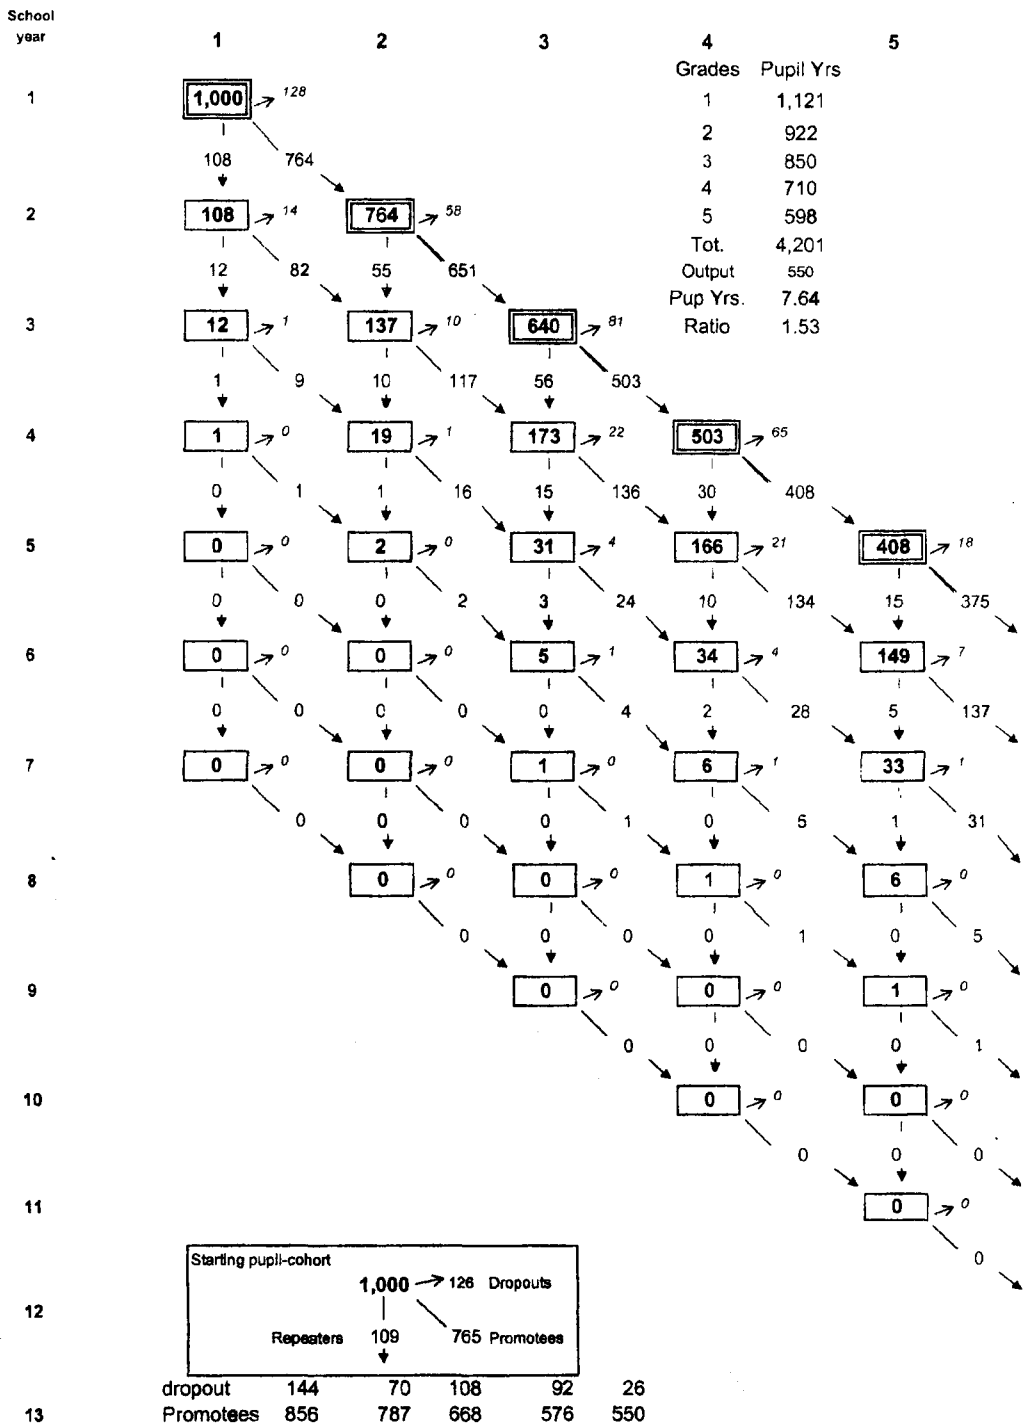 School
year 1 2 3 4 5
Grades Pupil Yrs
1 1,000 128 1 1,121
2 922
108 764 3 850
4 710
2 108 14 764 58 5 598
Tot. 4,201
12 82 55 651 Output 550
Pup Yrs. 7.64
3 12 1 137 10 640 81 Ratio 1.53
1 9 10 117 56 503
4 1 0 19 1 173 22 503 65
0 1 1 16 15 136 30 408
5 0 0 2 0 31 4 166 21 408 18
0 0 0 2 3 24 10 134 15 375
6 0 0 0 0 5 1 34 4 149 7
0 0 0 0 0 4 2 28 5 137
7 0 0 0 0 1 0 6 1 33 1
0 0 0 0 1 0 5 1 31
8 0 0 0 0 1 0 6 0
0 0 0 0 1 0 5
9 0 0 0 0 1 0
0 0 0 0 1
10 0 0 0 0
0 0 0
11 0 0
0
Starting pupil-cohort
1,000 126 Dropouts
12
Repeaters 109 765 Promotees
dropout 144 70 108 92 26
13 Promotees 856 787 668 576 550